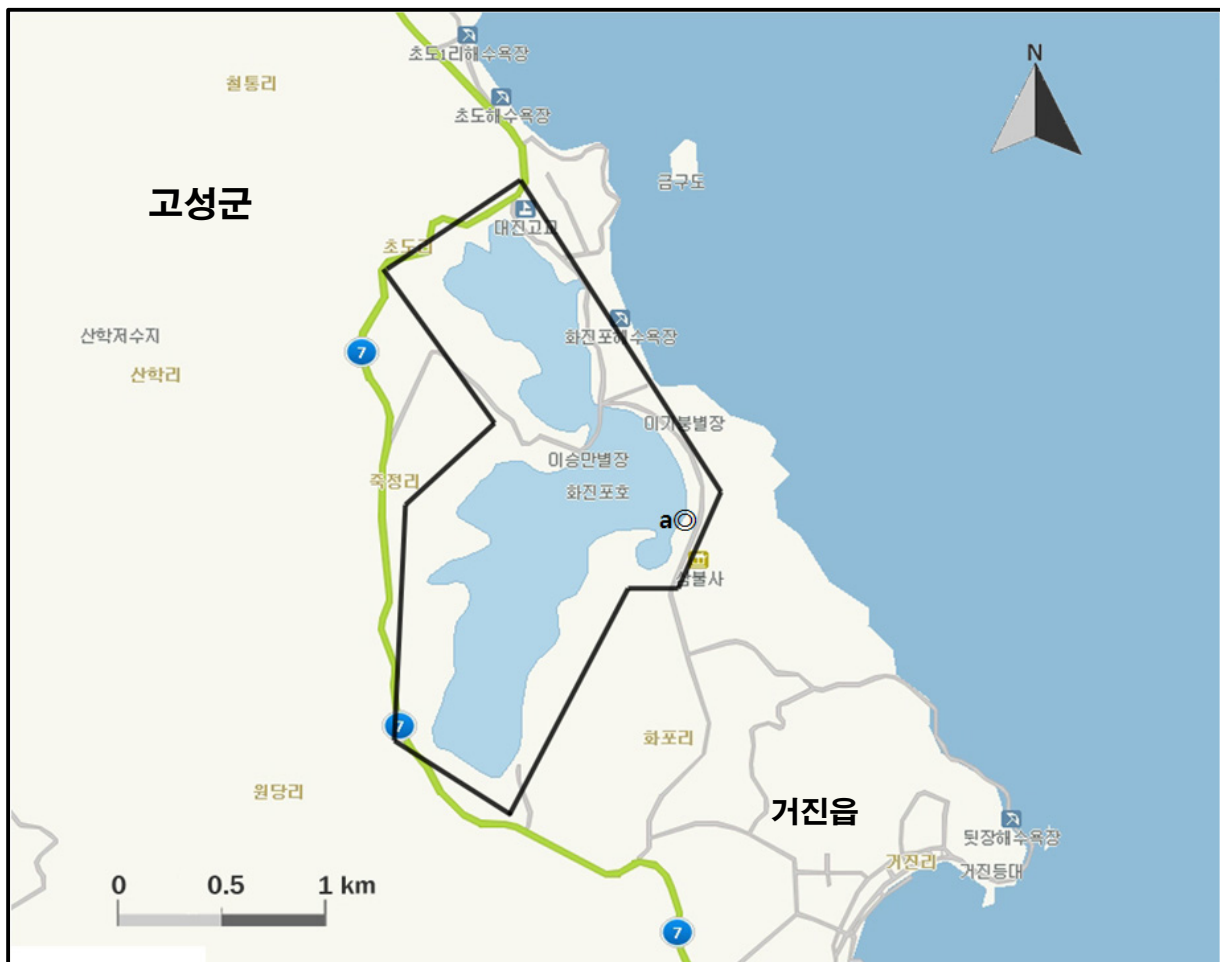 초도1리해수욕장
N
철통리
초도해수욕장
금구도
고성군
대진고교
초도리
화진포해수욕장
산학저수지
7
산학리
이기붕별장
이승만별장
죽정리
화진포호
a◎
삼불사
7
화포리
원당리
거진읍
뒷장해수욕장
거진리
거진등대
0 0.5 1 km
7